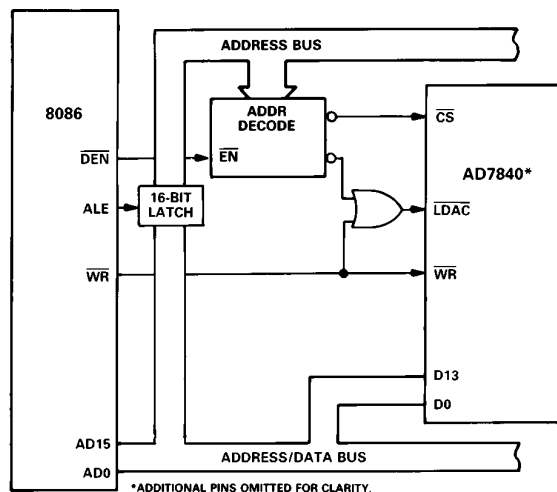 ADDRESS BUS
8086
ADDR
DECODE
CS
DEN
EN
AD7840*
ALE
16-BIT
LATCH
LDAC
WR
WR
D13
D0
AD15
ADDRESS/DATA BUS
AD0
*ADDITIONAL PINS OMITTED FOR CLARITY.